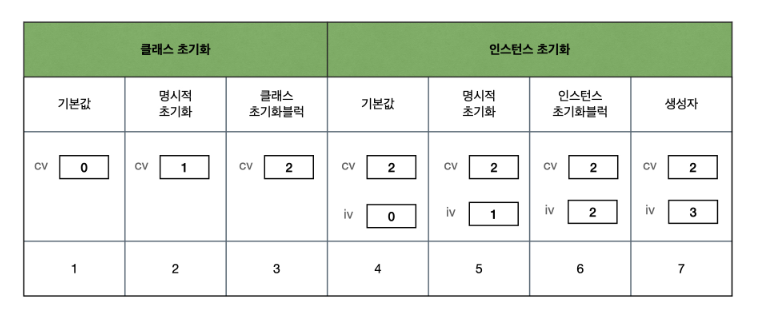 클래스 초기화 인스턴스 초기화
기본값 명시적 초기화 클래스 초기화블럭 기본값 명시적 초기화 인스턴스 초기화블럭 생성자
cv 0 cv 1 cv 2 cv 2 cv 2 cv 2 cv 2
iv 0 iv 1 iv 2 iv 3
1 2 3 4 5 6 7